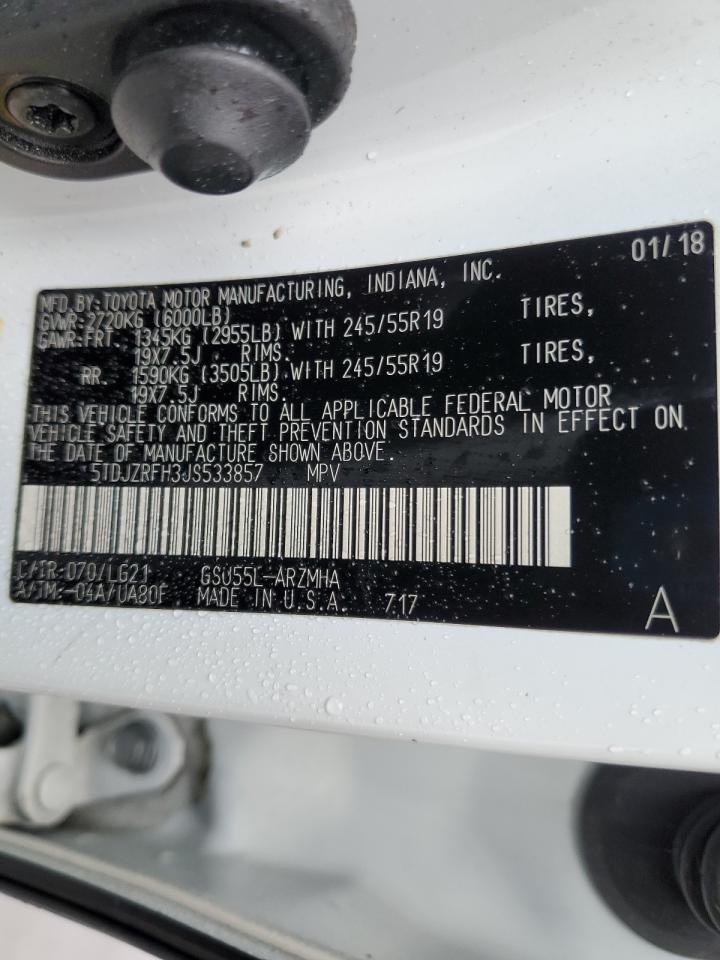 01/18
MFD BY:TOYOTA MOTOR MANUFACTURING, INDIANA, INC.
GVWR:2720KG (6000LB)
GAWR:FRT. 1345KG (2955LB) WITH 245/55R19 TIRES,
19X7.5J RIMS.
RR. 1590KG (3505LB) WITH 245/55R19 TIRES,
19X7.5J RIMS.
THIS VEHICLE CONFORMS TO ALL APPLICABLE FEDERAL MOTOR
VEHICLE SAFETY AND THEFT PREVENTION STANDARDS IN EFFECT ON
THE DATE OF MANUFACTURE SHOWN ABOVE.
5TDJZRFH3JS533857 MPV
C/TR:070/LG21 GSU55L-ARZMHA
A/TM:-04A/UA80F MADE IN U.S.A. 717
A